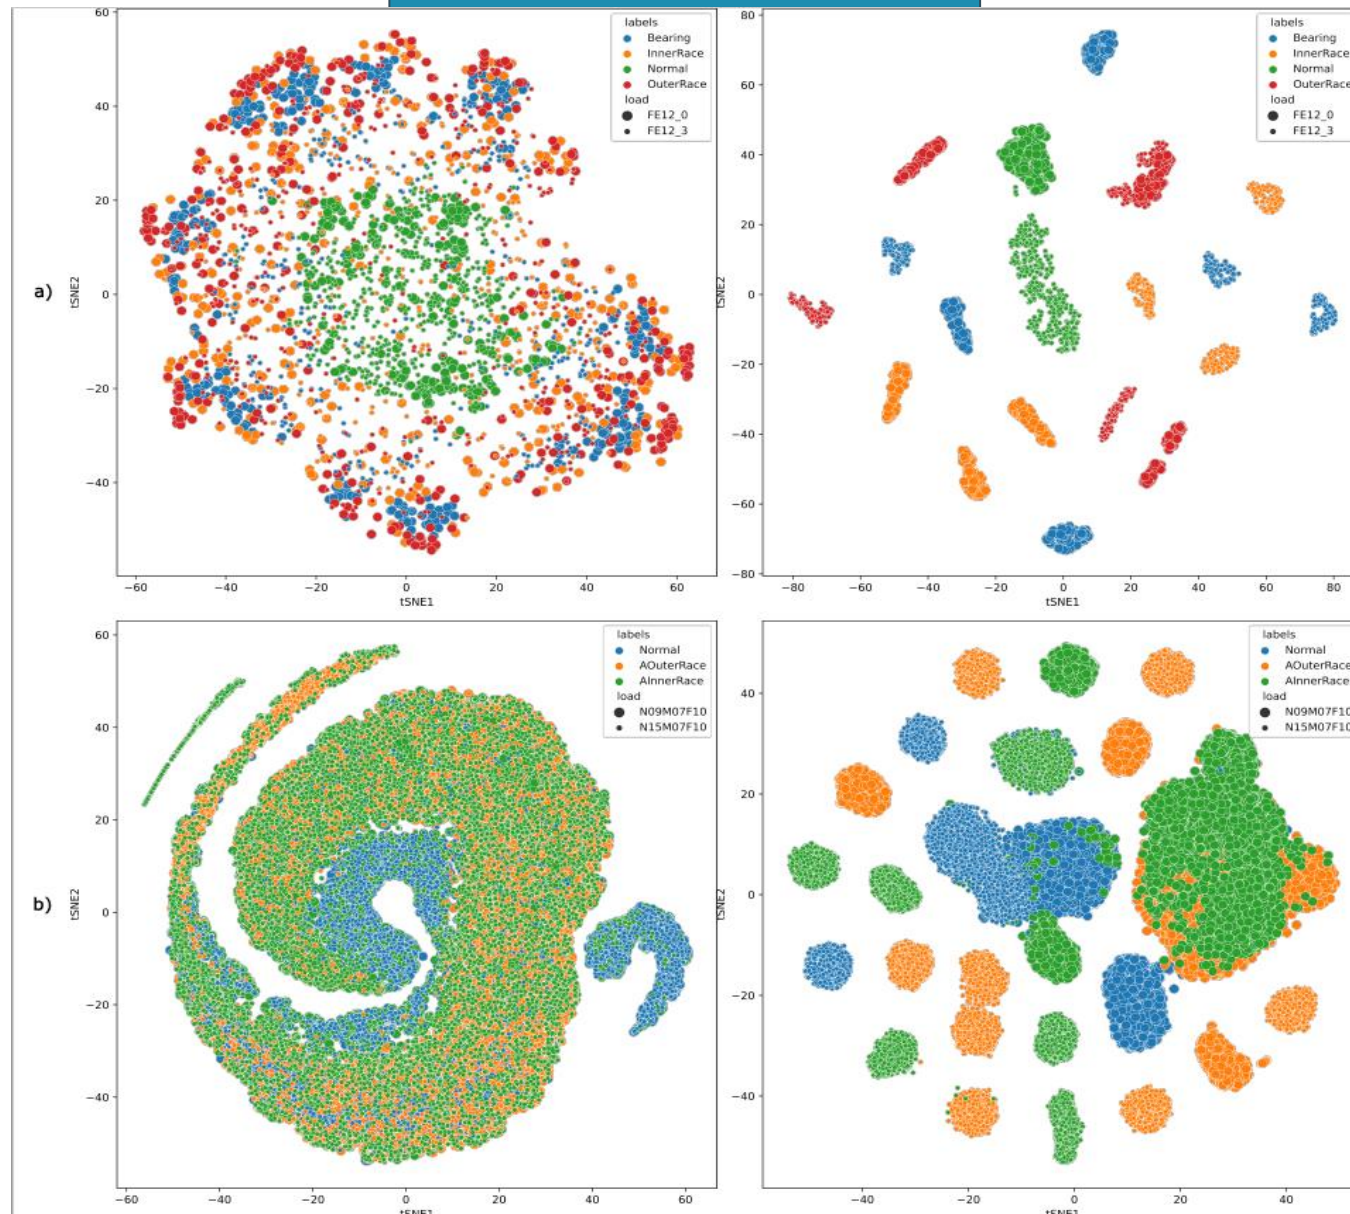 labels
Bearing
InnerRace
Normal
OuterRace
load
FE12_0
FE12_3
60
40
20
0
−20
−40
tSNE2
−60
−40
−20
0
20
40
60
tSNE1
a)
labels
Bearing
InnerRace
Normal
OuterRace
load
FE12_0
FE12_3
80
60
40
20
0
−20
−40
−60
−80
tSNE2
−80
−60
−40
−20
0
20
40
60
80
tSNE1
labels
Normal
AOuterRace
AInnerRace
load
N09M07F10
N15M07F10
60
40
20
0
−20
−40
tSNE2
−60
−40
−20
0
20
40
60
tSNE1
b)
labels
Normal
AOuterRace
AInnerRace
load
N09M07F10
N15M07F10
40
20
0
−20
−40
tSNE2
−40
−20
0
20
40
tSNE1